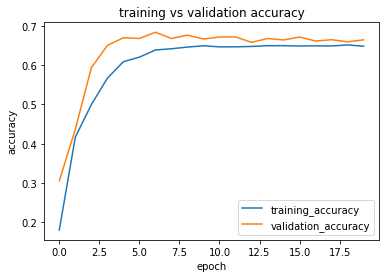 training vs validation accuracy
accuracy
0.7
0.6
0.5
0.4
0.3
0.2
training_accuracy
validation_accuracy
0.0 2.5 5.0 7.5 10.0 12.5 15.0 17.5
epoch